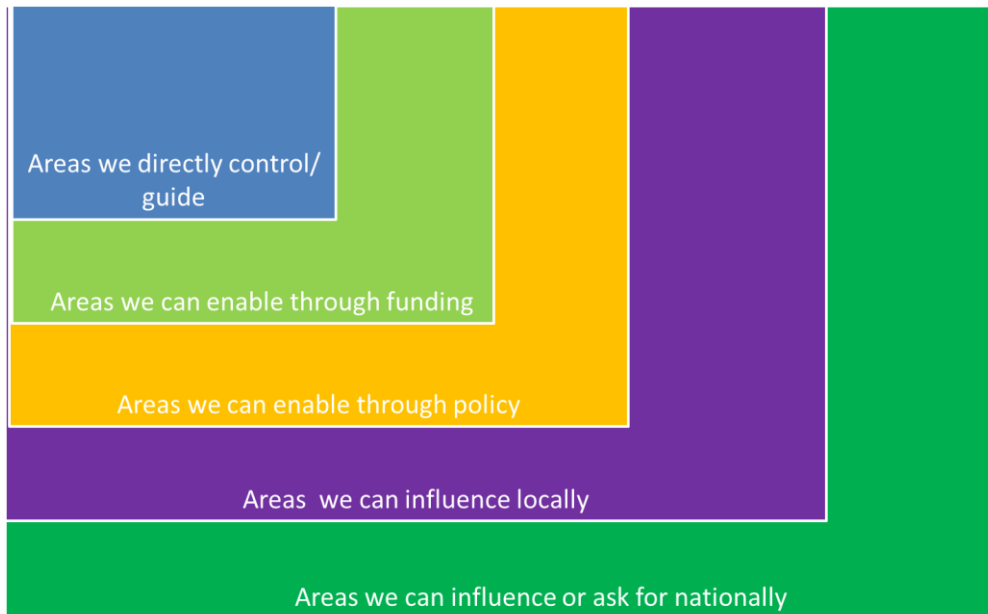 Areas we directly control/
guide
Areas we can enable through funding
Areas we can enable through policy
Areas  we can influence locally
Areas we can influence or ask for nationally